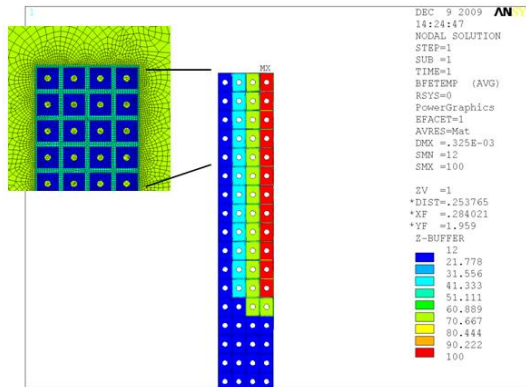 1
DEC 9 2009
14:24:47
NODAL SOLUTION
STEP=1
SUB =1
TIME=1
BFETEMP (AVG)
RSYS=0
PowerGraphics
EFACET=1
AVRES=Mat
DMX =.325E-03
SMN =12
SMX =100
ZV =1
*DIST=.253765
*XF =.284021
*YF =1.959
Z-BUFFER
12
21.778
31.556
41.333
51.111
60.889
70.667
80.444
90.222
100
MX